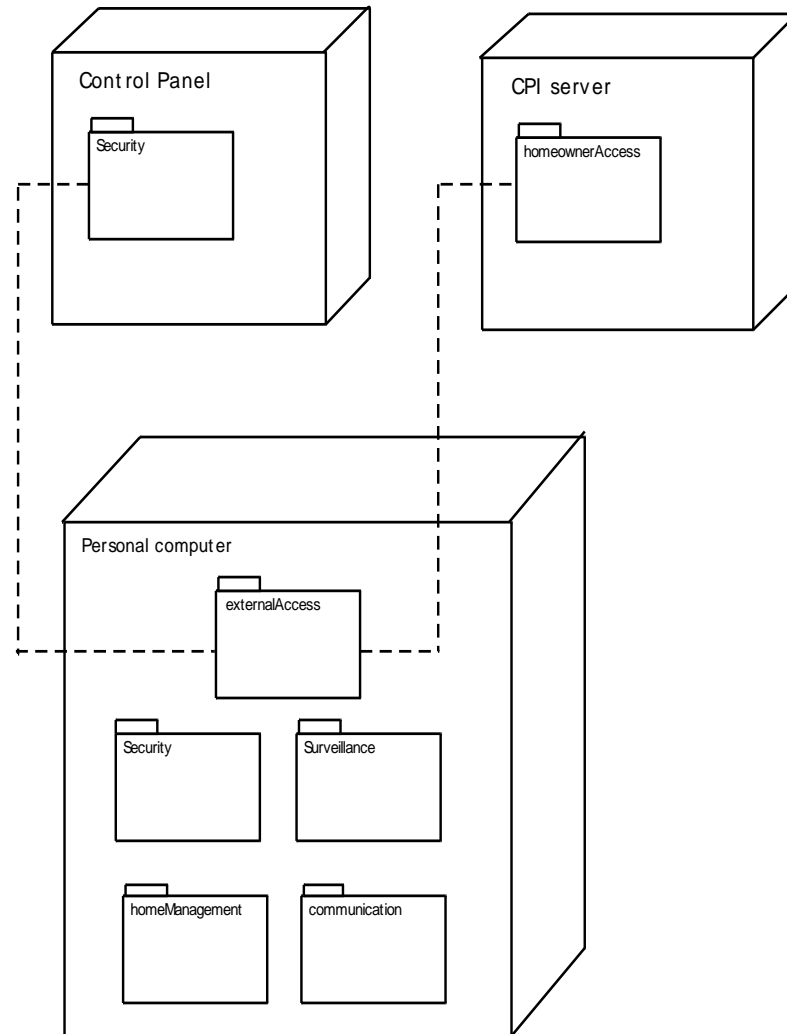 Control Panel
Security
CPI server
homeownerAccess
Personal computer
externalAccess
Security
Surveillance
homeManagement
communication